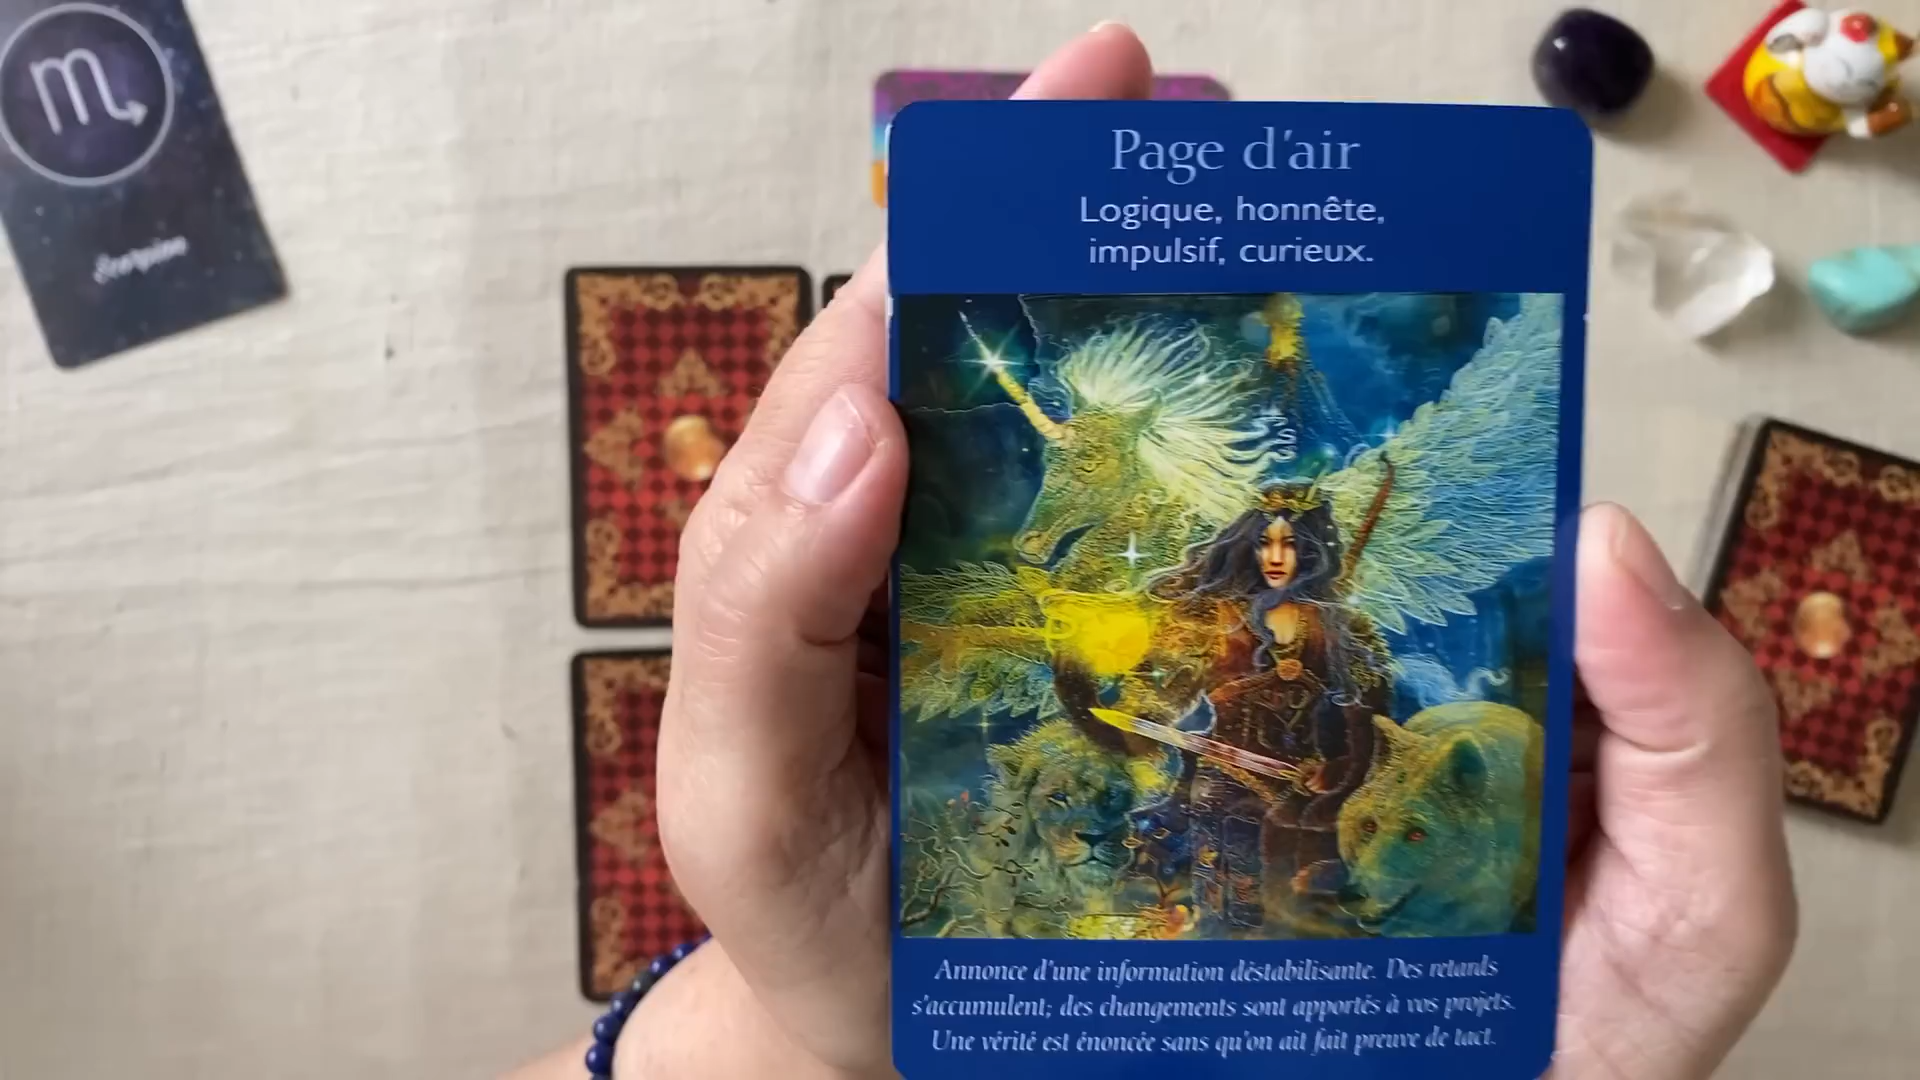 Scorpion
Page d'air
Logique, honnête,
impulsif, curieux.
Annonce d'une information déstabilisante. Des retards
s'accumulent; des changements sont apportés à vos projets.
Une vérité est énoncée sans qu'on ait fait preuve de tact.